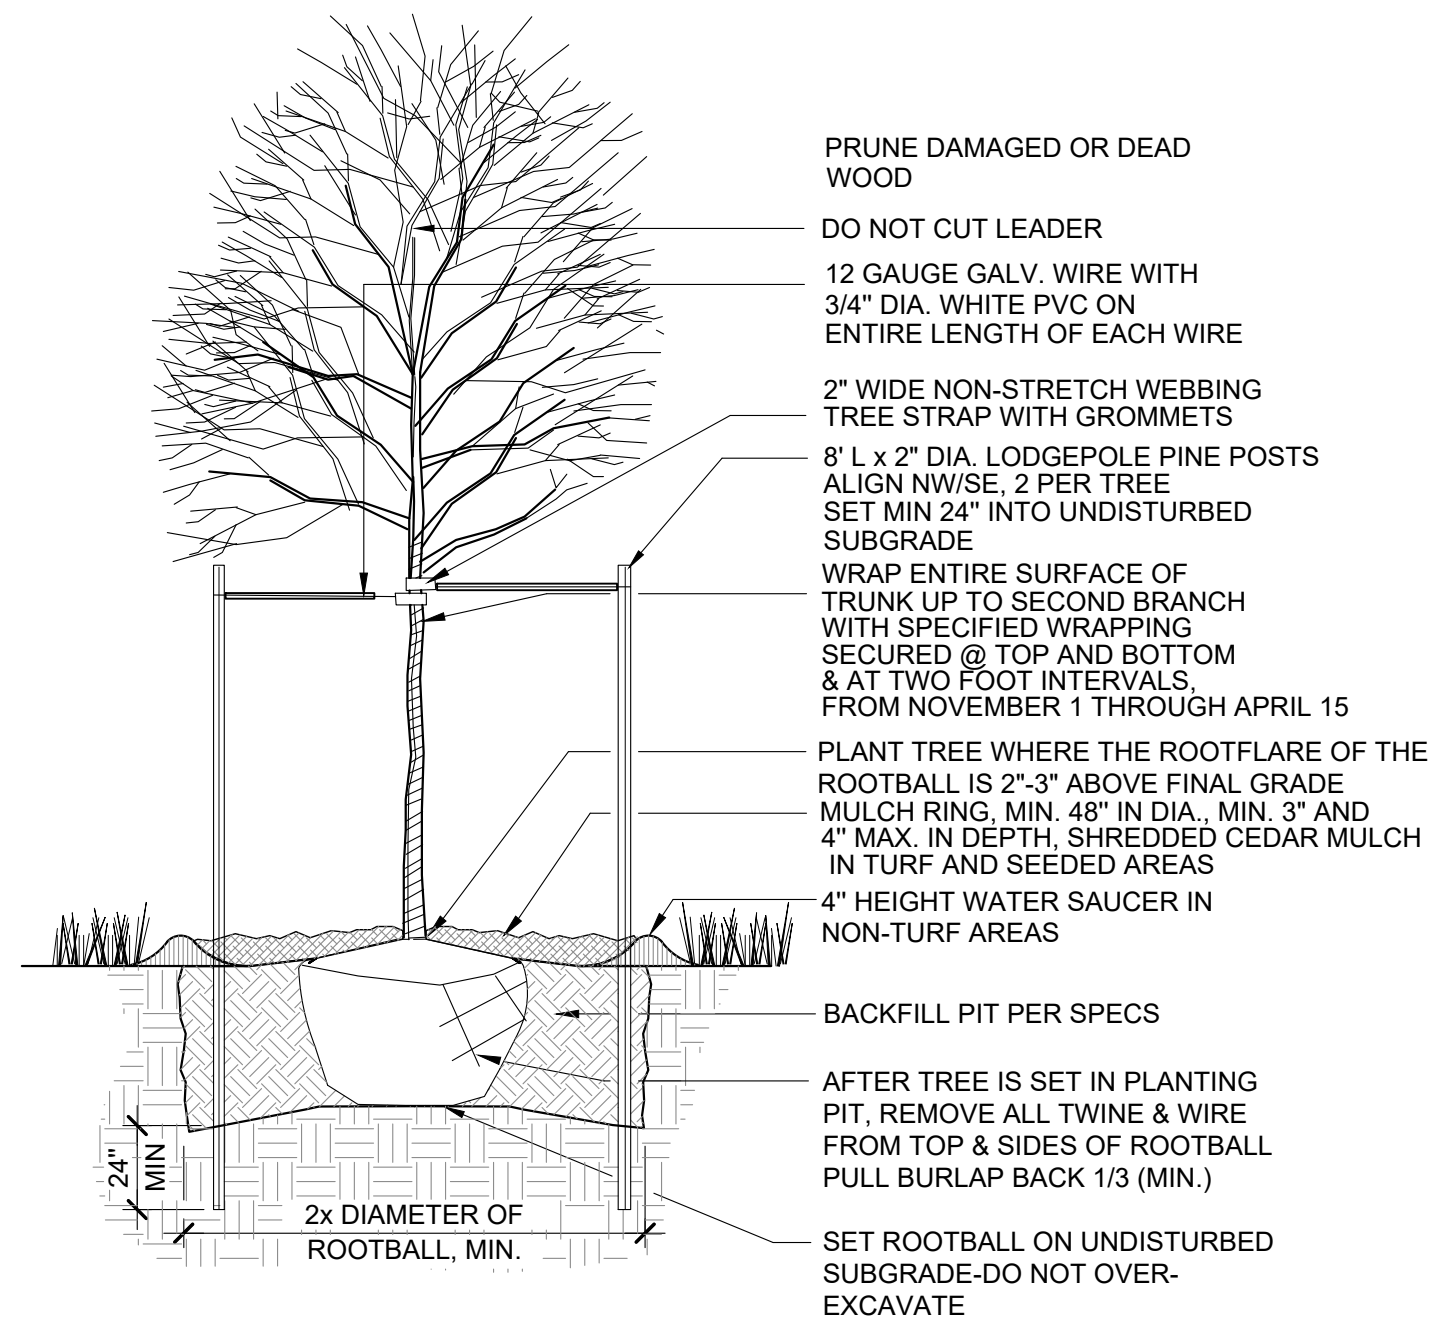 PRUNE DAMAGED OR DEAD
WOOD
DO NOT CUT LEADER
12 GAUGE GALV. WIRE WITH
3/4" DIA. WHITE PVC ON
ENTIRE LENGTH OF EACH WIRE
2" WIDE NON-STRETCH WEBBING
TREE STRAP WITH GROMMETS
8' L x 2" DIA. LODGEPOLE PINE POSTS
ALIGN NW/SE, 2 PER TREE
SET MIN 24" INTO UNDISTURBED
SUBGRADE
WRAP ENTIRE SURFACE OF
TRUNK UP TO SECOND BRANCH
WITH SPECIFIED WRAPPING
SECURED @ TOP AND BOTTOM
& AT TWO FOOT INTERVALS,
FROM NOVEMBER 1 THROUGH APRIL 15
PLANT TREE WHERE THE ROOTFLARE OF THE
ROOTBALL IS 2"-3" ABOVE FINAL GRADE
MULCH RING, MIN. 48" IN DIA., MIN. 3" AND
4" MAX. IN DEPTH, SHREDDED CEDAR MULCH
IN TURF AND SEEDED AREAS
4" HEIGHT WATER SAUCER IN
NON-TURF AREAS
BACKFILL PIT PER SPECS
AFTER TREE IS SET IN PLANTING
PIT, REMOVE ALL TWINE & WIRE
FROM TOP & SIDES OF ROOTBALL
PULL BURLAP BACK 1/3 (MIN.)
SET ROOTBALL ON UNDISTURBED
SUBGRADE-DO NOT OVER-
EXCAVATE
24"
MIN
2x DIAMETER OF
ROOTBALL, MIN.